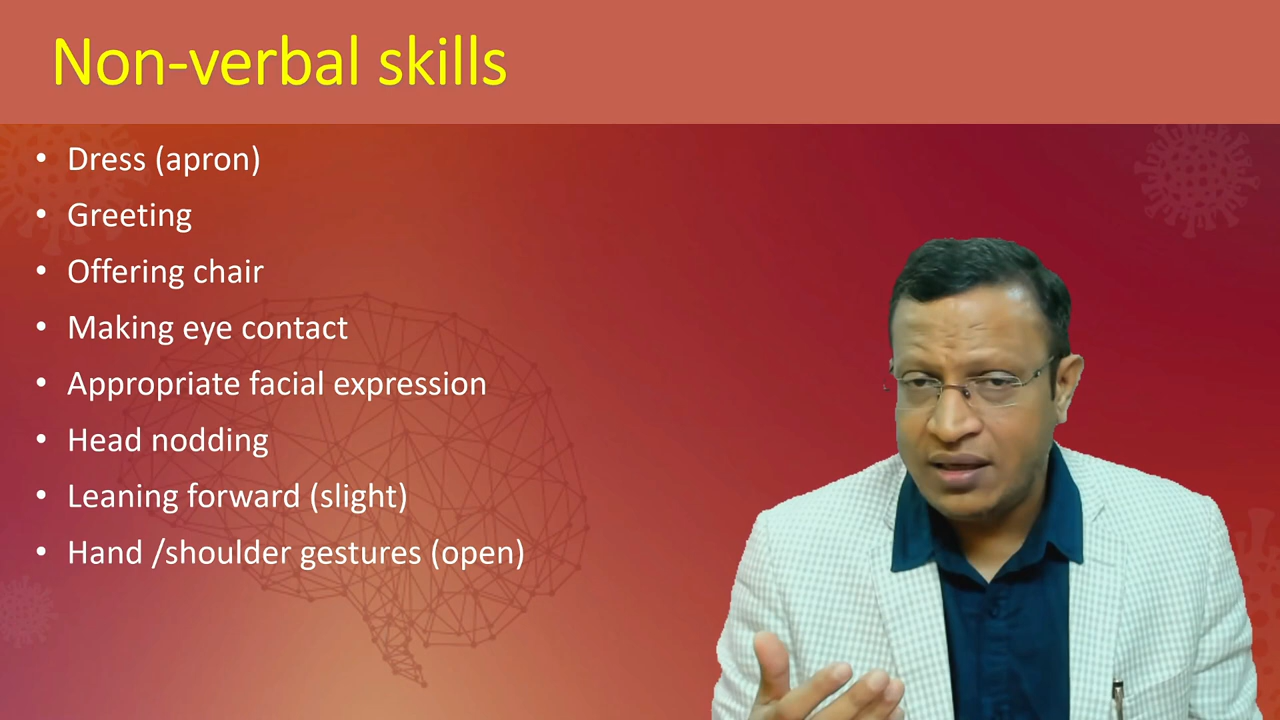 Non-verbal skills
• Dress (apron)
• Greeting
• Offering chair
• Making eye contact
• Appropriate facial expression
• Head nodding
• Leaning forward (slight)
• Hand /shoulder gestures (open)